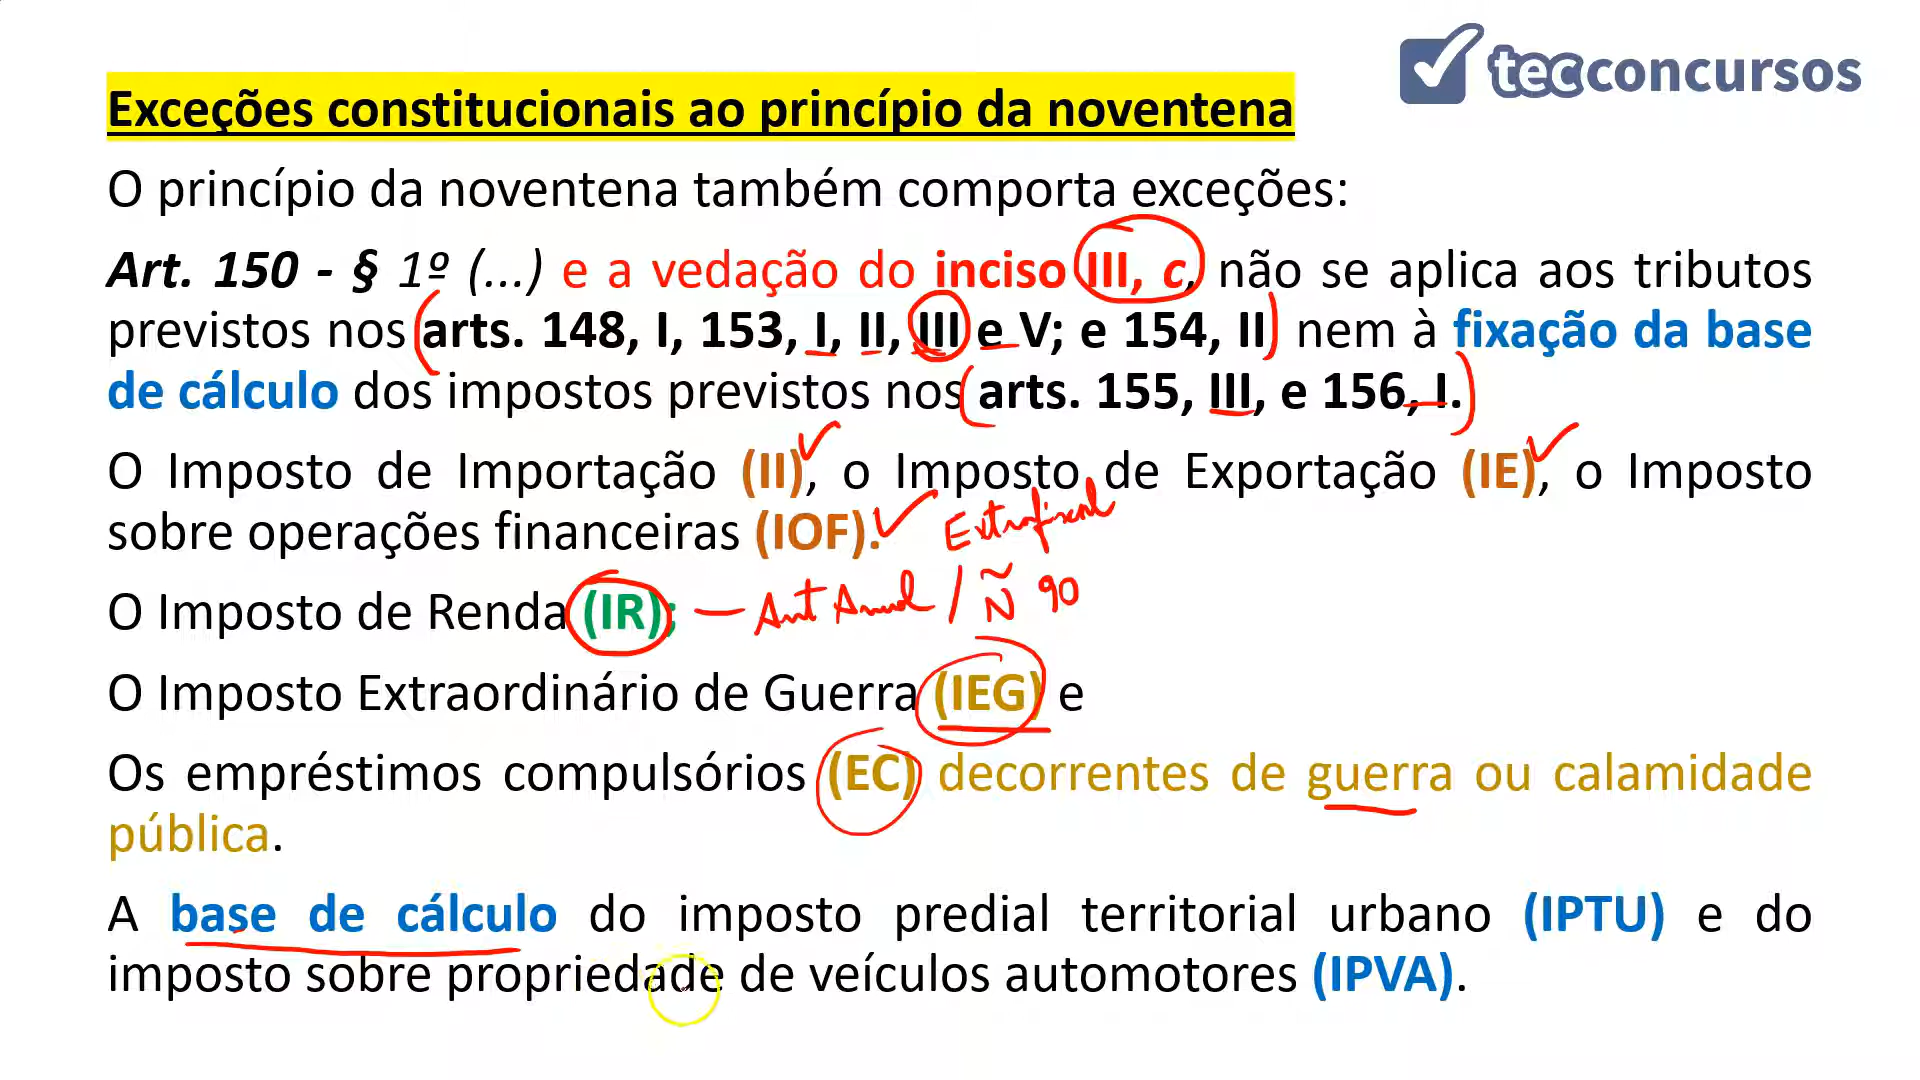 tecconcursos
Exceções constitucionais ao princípio da noventena
O princípio da noventena também comporta exceções:
Art. 150 - § 1º (...) e a vedação do inciso III, c, não se aplica aos tributos
previstos nos arts. 148, I, 153, I, II, III e V; e 154, II, nem à fixação da base
de cálculo dos impostos previstos nos arts. 155, III, e 156, I.
O Imposto de Importação (II), o Imposto de Exportação (IE), o Imposto
sobre operações financeiras (IOF). Extrafiscal
O Imposto de Renda (IR); — Ant Anual / Ñ 90
O Imposto Extraordinário de Guerra (IEG) e
Os empréstimos compulsórios (EC) decorrentes de guerra ou calamidade
pública.
A base de cálculo do imposto predial territorial urbano (IPTU) e do
imposto sobre propriedade de veículos automotores (IPVA).